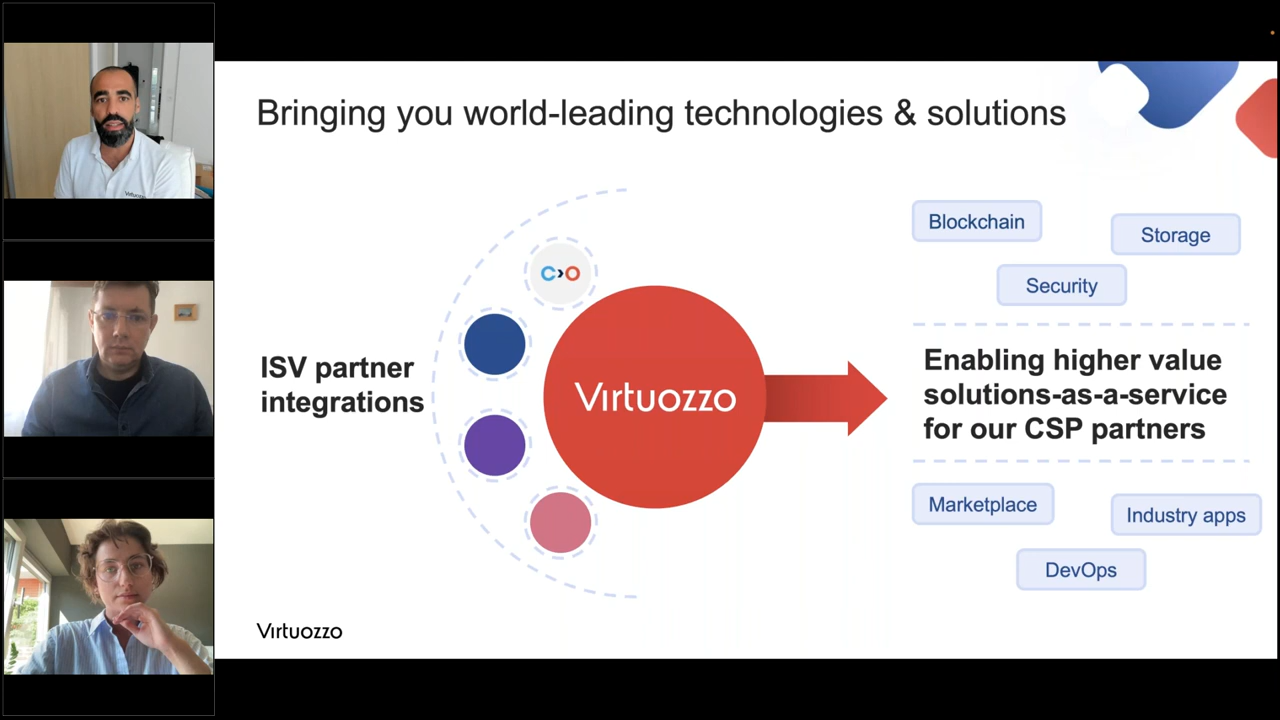 Bringing you world-leading technologies & solutions
ISV partner
integrations
C>O
Virtuozzo
Blockchain
Storage
Security
Enabling higher value
solutions-as-a-service
for our CSP partners
Marketplace
Industry apps
DevOps
Virtuozzo
Virtuozzo